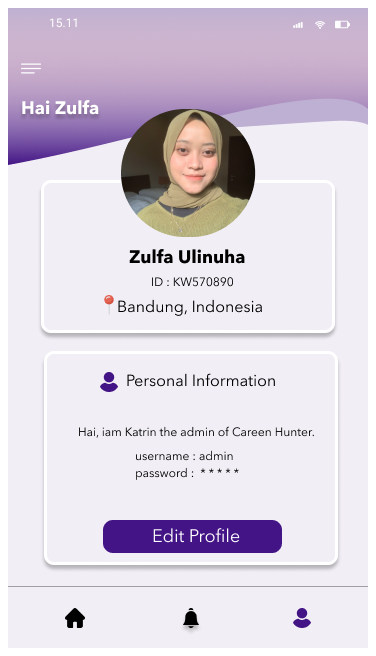 15.11
Hai Zulfa
Zulfa Ulinuha
ID : KW570890
Bandung, Indonesia
Personal Information
Hai, iam Katrin the admin of Careen Hunter.
username : admin
password : *****
Edit Profile